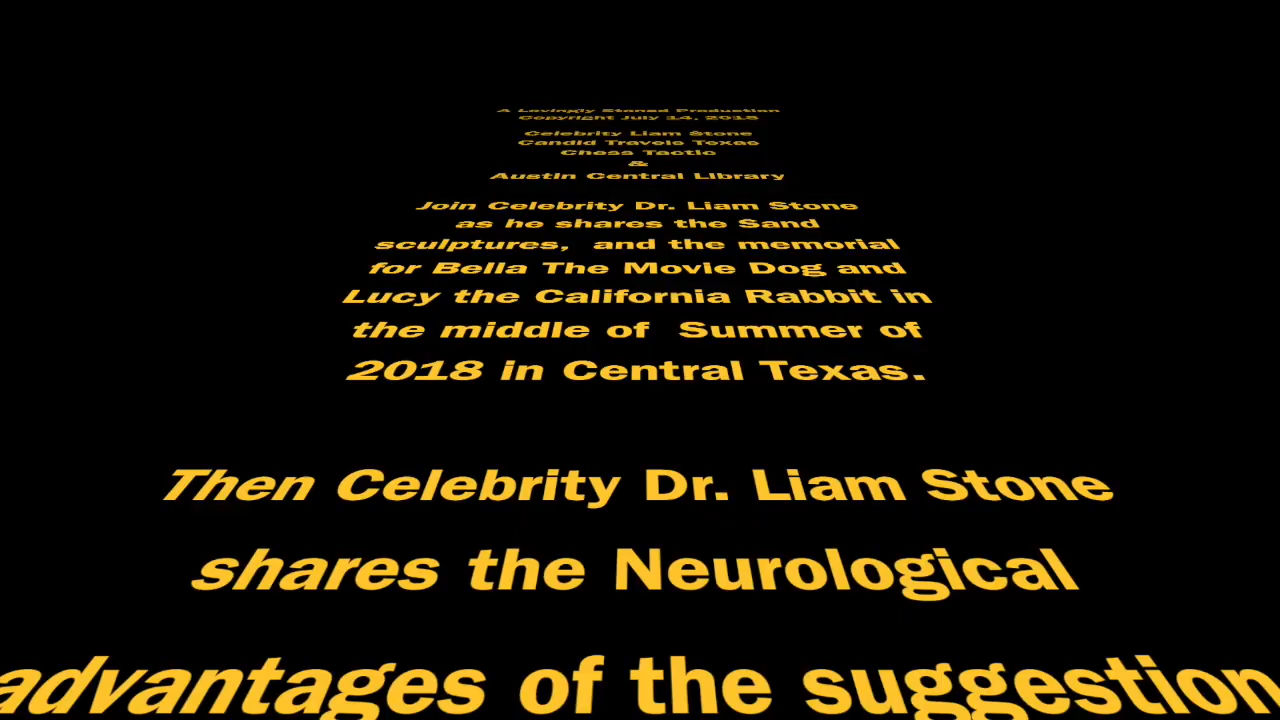 A Lovingly Stoned Production
Copyright July 14, 2018
Celebrity Liam Stone
Candid Travels Texas
Chess Tactic
&
Austin Central Library
Join Celebrity Dr. Liam Stone
as he shares the Sand
sculptures, and the memorial
for Bella The Movie Dog and
Lucy the California Rabbit in
the middle of Summer of
2018 in Central Texas.
Then Celebrity Dr. Liam Stone
shares the Neurological
advantages of the suggestion